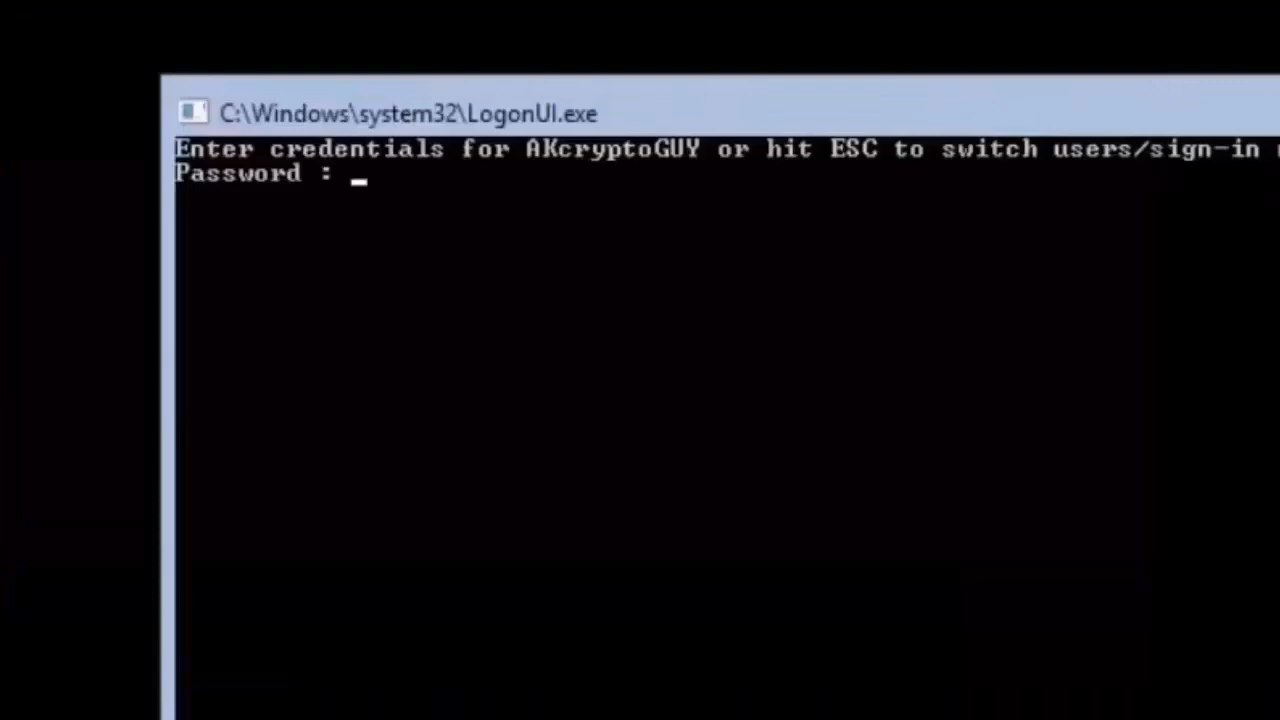 C:\Windows\system32\LogonUI.exe
Enter credentials for AKcryptoGUY or hit ESC to switch users/sign-in
Password :